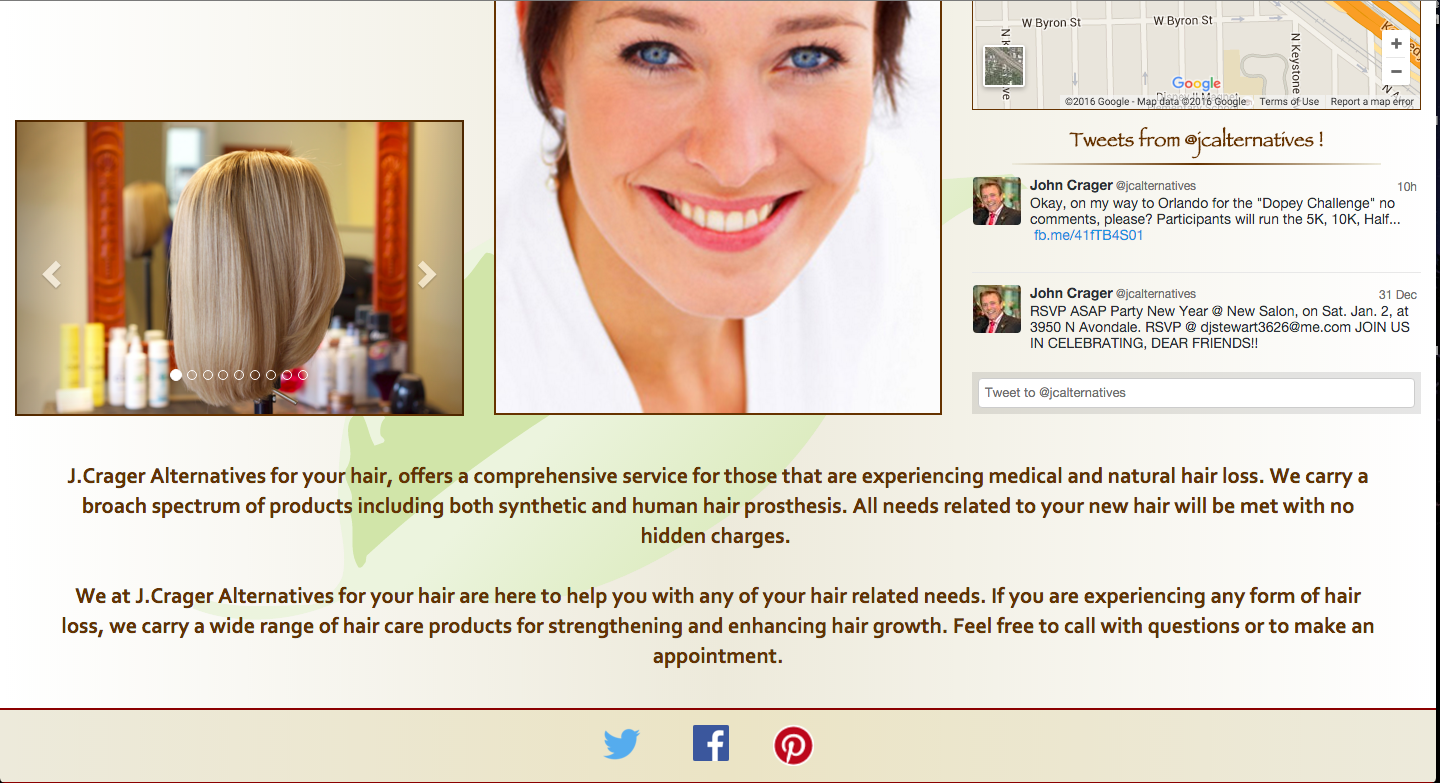 W Byron St
W Byron St
N Keystone
Google
©2016 Google - Map data ©2016 Google
Terms of Use
Report a map error
Tweets from @jcalternatives !
John Crager @jcalternatives
10h
Okay, on my way to Orlando for the "Dopey Challenge" no
comments, please? Participants will run the 5K, 10K, Half...
fb.me/41fTB4S01
John Crager @jcalternatives
31 Dec
RSVP ASAP Party New Year @ New Salon, on Sat. Jan. 2, at
3950 N Avondale. RSVP @ djstewart3626@me.com JOIN US
IN CELEBRATING, DEAR FRIENDS!!
Tweet to @jcalternatives
J.Crager Alternatives for your hair, offers a comprehensive service for those that are experiencing medical and natural hair loss. We carry a
broach spectrum of products including both synthetic and human hair prosthesis. All needs related to your new hair will be met with no
hidden charges.
We at J.Crager Alternatives for your hair are here to help you with any of your hair related needs. If you are experiencing any form of hair
loss, we carry a wide range of hair care products for strengthening and enhancing hair growth. Feel free to call with questions or to make an
appointment.